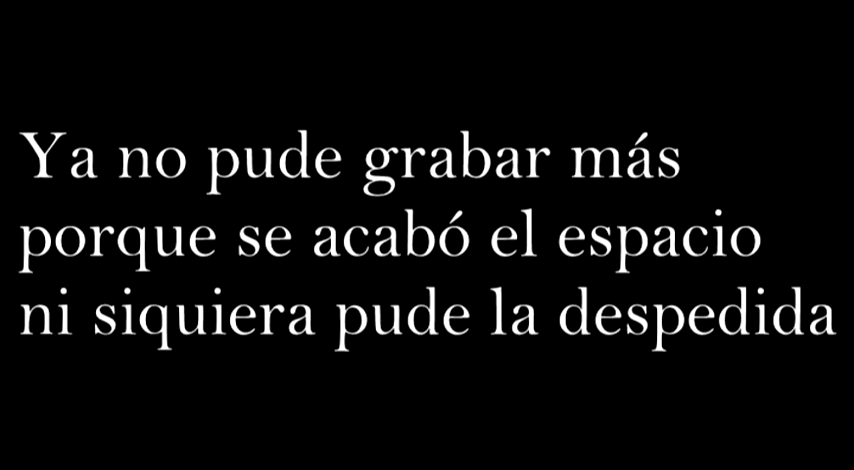 Ya no pude grabar más
porque se acabó el espacio
ni siquiera pude la despedida